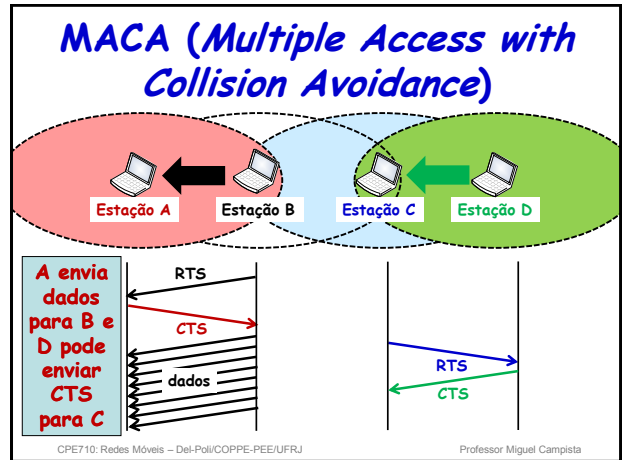 MACA (Multiple Access with
Collision Avoidance)
Estação A
Estação B
Estação C
Estação D
A envia
dados
para B e
D pode
enviar
CTS
para C
RTS
CTS
dados
RTS
CTS
CPE710: Redes Móveis – Del-Poli/COPPE-PEE/UFRJ
Professor Miguel Campista